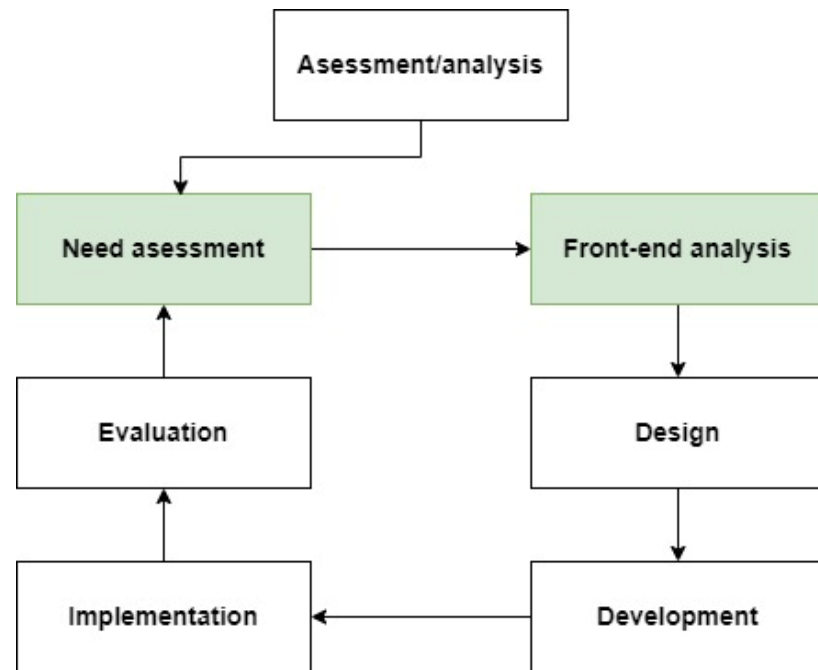 Asessment/analysis
Need asessment
Front-end analysis
Evaluation
Design
Implementation
Development